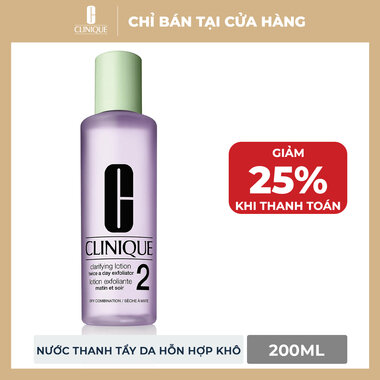 CLINIQUE
CHỈ BÁN TẠI CỬA HÀNG
C
CLINIQUE
clarifying lotion
twice a day exfoliator
lotion exfoliante
matin et soir
2
DRY COMBINATION / SÈCHE À MIXTE
GIẢM
25%
KHI THANH TOÁN
NƯỚC THANH TẨY DA HỖN HỢP KHÔ
200ML